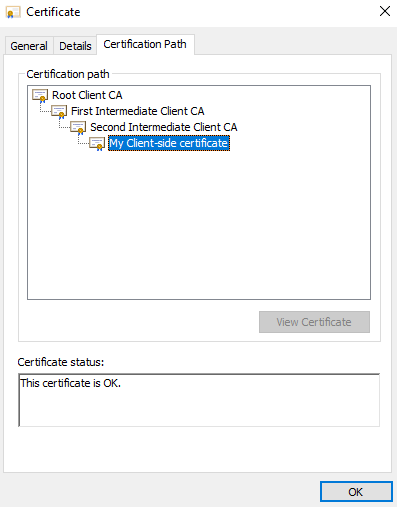 Certificate
General
Details
Certification Path
Certification path
Root Client CA
First Intermediate Client CA
Second Intermediate Client CA
My Client-side certificate
View Certificate
Certificate status:
This certificate is OK.
OK